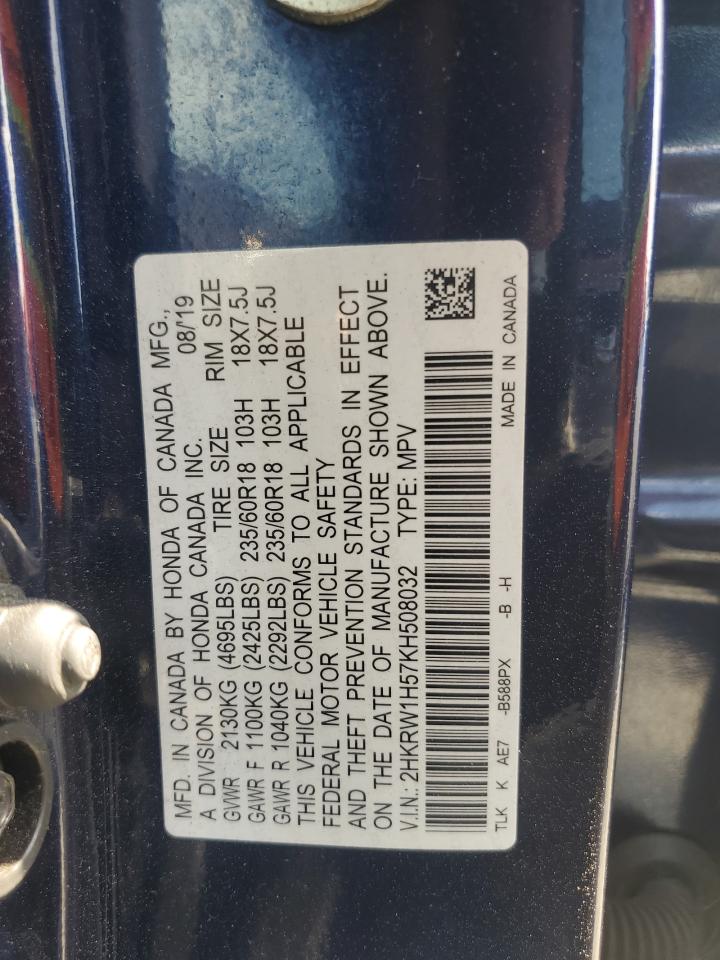 MFD. IN CANADA BY HONDA OF CANADA MFG.,
A DIVISION OF HONDA CANADA INC. 08/'19
GVWR 2130KG (4695LBS) TIRE SIZE RIM SIZE
GAWR F 1100KG (2425LBS) 235/60R18 103H 18X7.5J
GAWR R 1040KG (2292LBS) 235/60R18 103H 18X7.5J
THIS VEHICLE CONFORMS TO ALL APPLICABLE
FEDERAL MOTOR VEHICLE SAFETY
AND THEFT PREVENTION STANDARDS IN EFFECT
ON THE DATE OF MANUFACTURE SHOWN ABOVE.
V.I.N.: 2HKRW1H57KH508032 TYPE: MPV
TLK K AE7 -B588PX -B -H MADE IN CANADA